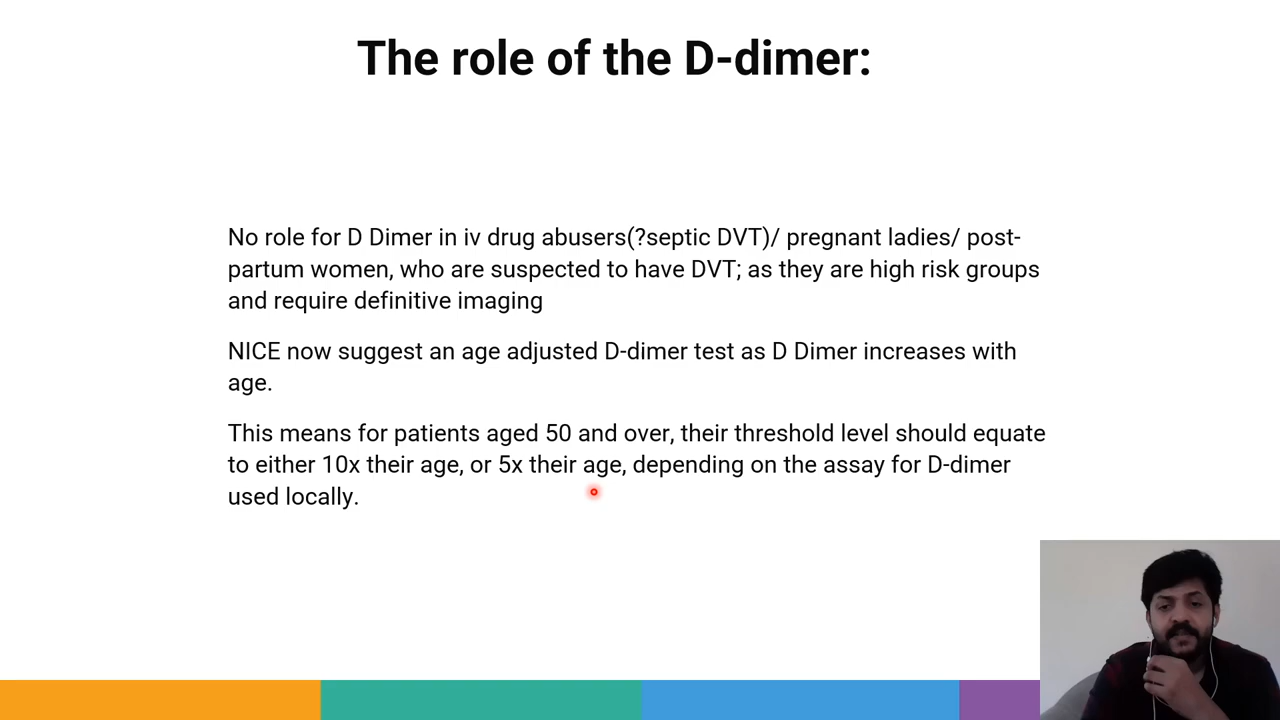 The role of the D-dimer:
No role for D Dimer in iv drug abusers(?septic DVT)/ pregnant ladies/ post-
partum women, who are suspected to have DVT; as they are high risk groups
and require definitive imaging
NICE now suggest an age adjusted D-dimer test as D Dimer increases with
age.
This means for patients aged 50 and over, their threshold level should equate
to either 10x their age, or 5x their age, depending on the assay for D-dimer
used locally.